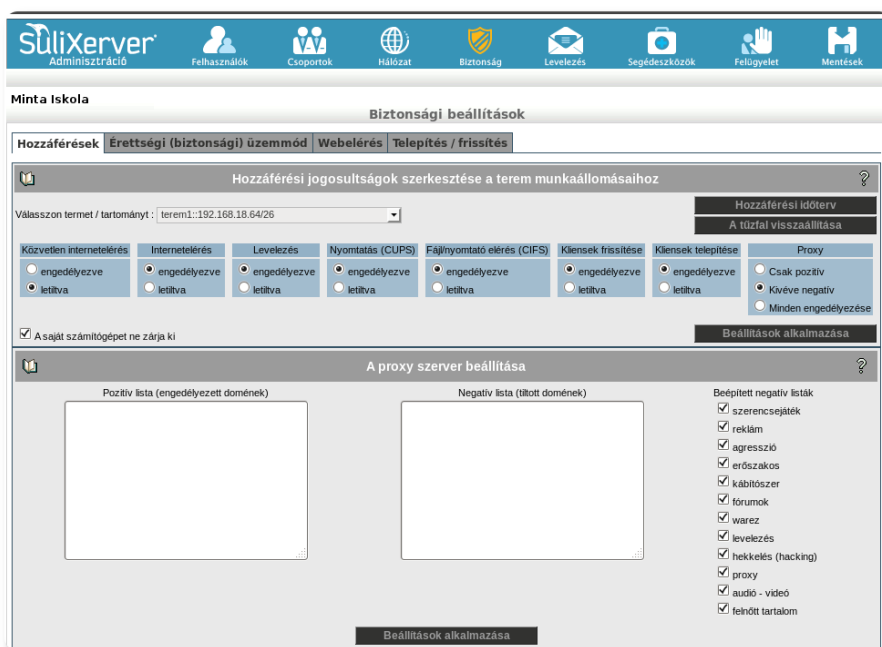 SuliXerver
Adminisztráció
Felhasználók Csoportok Hálózat Biztonság Levelezés Segédeszközök Felügyelet Mentések
Minta Iskola
Biztonsági beállítások
Hozzáférések Érettségi (biztonsági) üzemmód Webelérés Telepítés / frissítés
Hozzáférési jogosultságok szerkesztése a terem munkaállomásaihoz ?
Hozzáférési időterv
Válasszon termet / tartományt : terem1::192.168.18.64/26
A tűzfal visszaállítása
Közvetlen internetelérés Internetelérés Levelezés Nyomtatás (CUPS) Fájl/nyomtató elérés (CIFS) Kliensek frissítése Kliensek telepítése Proxy
engedélyezve engedélyezve engedélyezve engedélyezve engedélyezve engedélyezve engedélyezve Csak pozitív
letiltva letiltva letiltva letiltva letiltva letiltva letiltva Kivéve negatív
Minden engedélyezése
A saját számítógépet ne zárja ki Beállítások alkalmazása
A proxy szerver beállítása ?
Pozitív lista (engedélyezett domének) Negatív lista (tiltott domének) Beépített negatív listák
szerencsejáték
reklám
agresszió
erőszakos
kábítószer
fórumok
warez
levelezés
hekkelés (hacking)
proxy
audió - videó
felnőtt tartalom
Beállítások alkalmazása